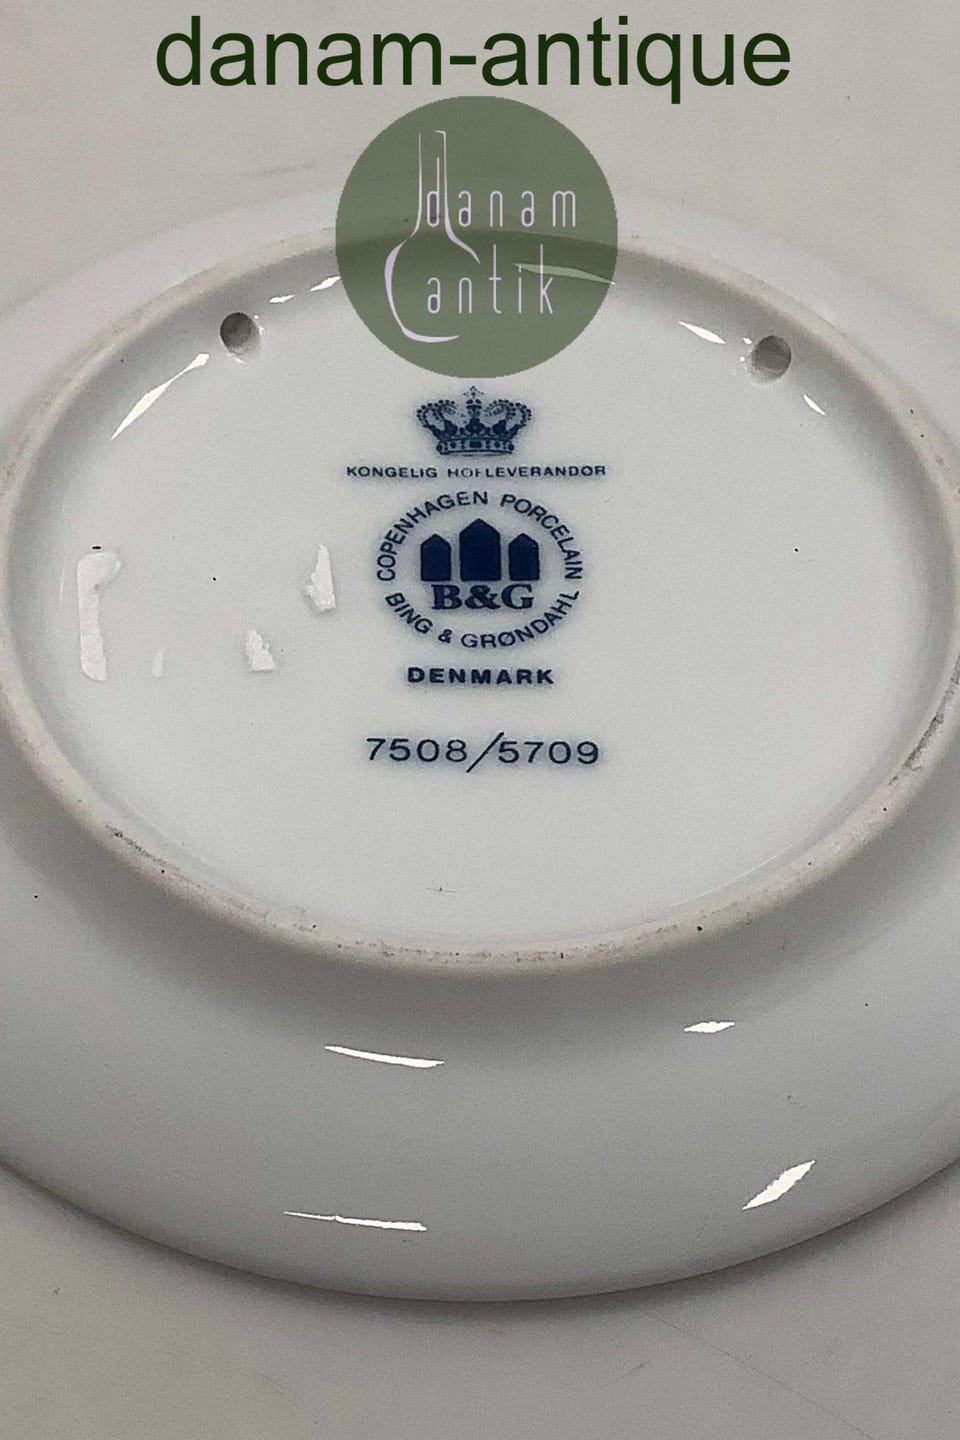 danam-antique
danam
antik
KONGELIG HOFLEVERANDØR
COPENHAGEN PORCELAIN
B&G
BING & GRØNDAHL
DENMARK
7508/5709